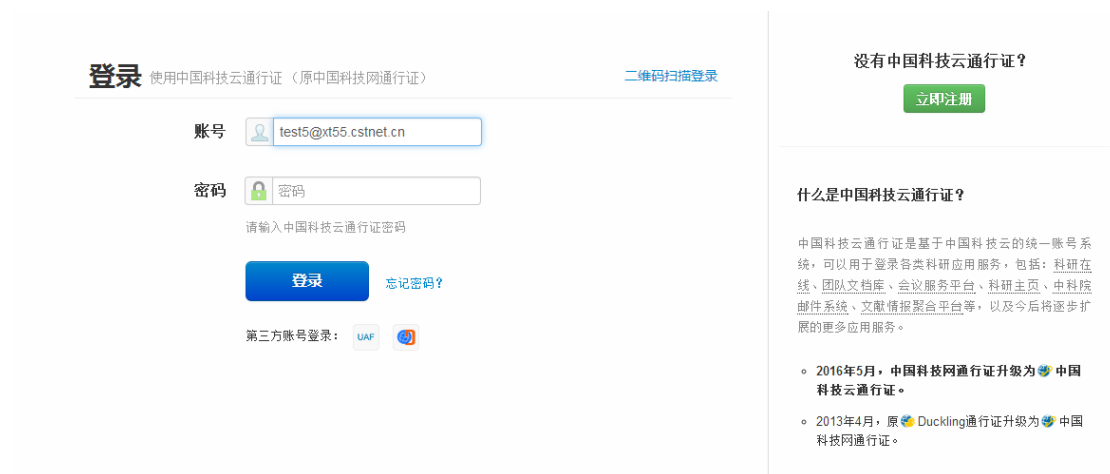 登录 使用中国科技云通行证 (原中国科技网通行证) 二维码扫描登录
账号 test5@xt55.cstnet.cn
密码 密码
请输入中国科技云通行证密码
登录 忘记密码?
第三方账号登录: UAF
没有中国科技云通行证?
立即注册
什么是中国科技云通行证?
中国科技云通行证是基于中国科技云的统一账号系
统,可以用于登录各类科研应用服务,包括:科研在
线、团队文档库、会议服务平台、科研主页、中科院
邮件系统、文献情报聚合平台等,以及今后将逐步扩
展的更多应用服务。
2016年5月,中国科技网通行证升级为 中国
科技云通行证。
2013年4月,原 Duckling通行证升级为 中国
科技网通行证。